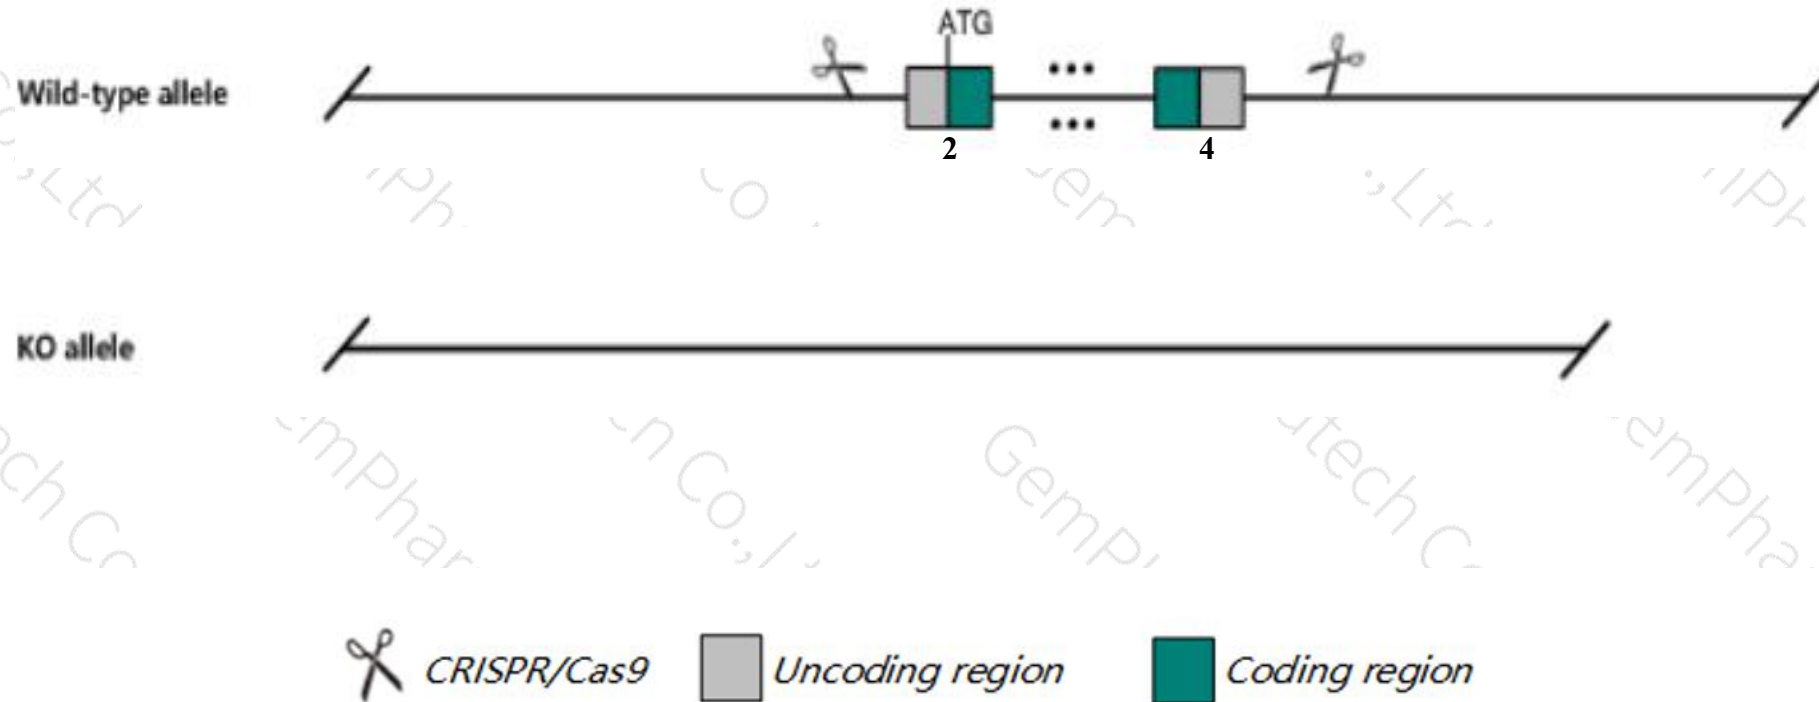 ATG
Wild-type allele
... 
...
2 4
KO allele
CRISPR/Cas9 Uncoding region Coding region